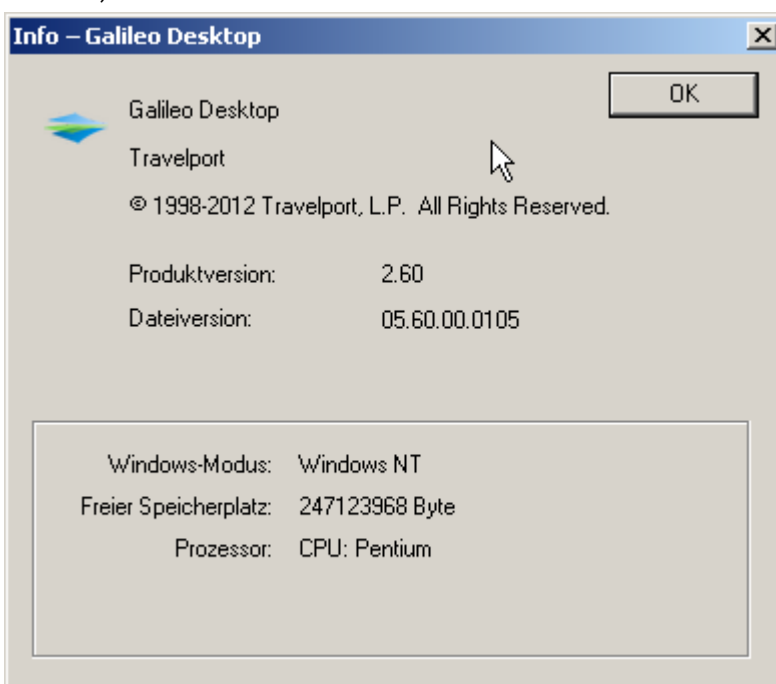 Info – Galileo Desktop
OK
Galileo Desktop
Travelport
© 1998-2012 Travelport, L.P. All Rights Reserved.
Produktversion: 2.60
Dateiversion: 05.60.00.0105
Windows-Modus: Windows NT
Freier Speicherplatz: 247123968 Byte
Prozessor: CPU: Pentium